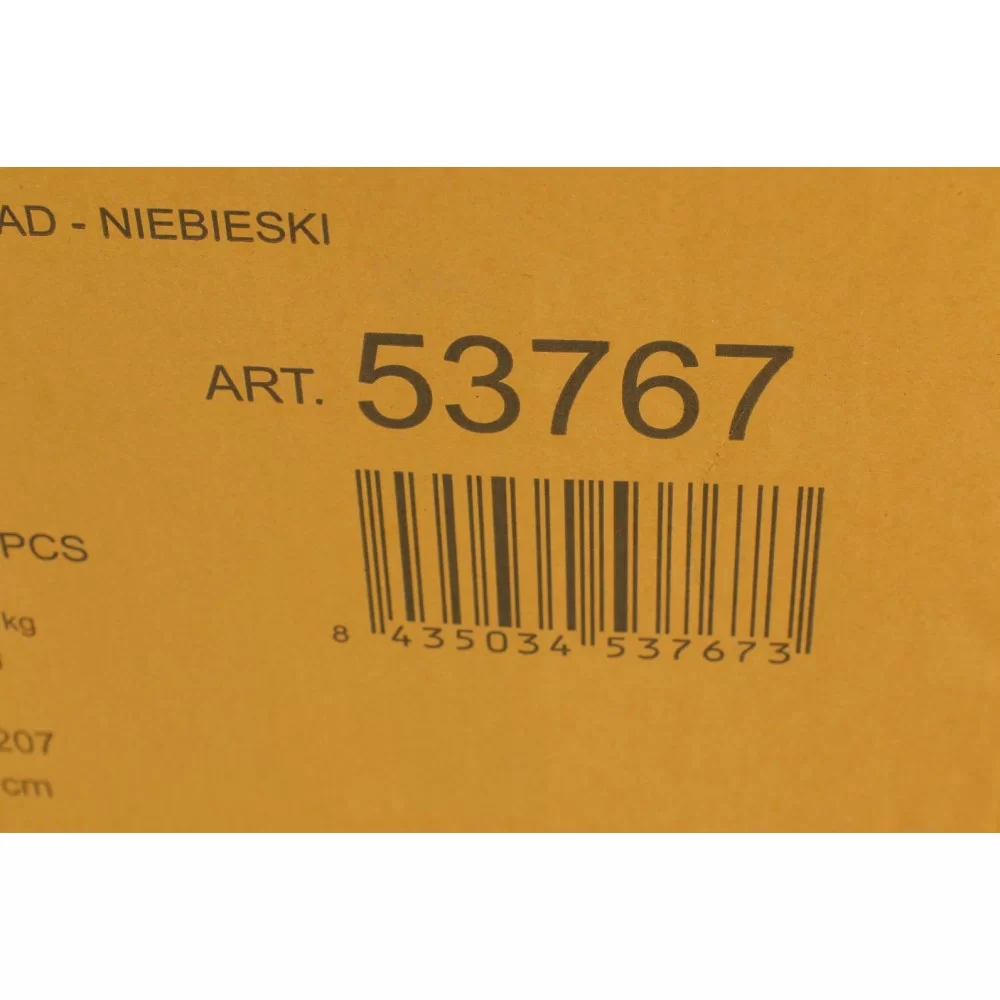 AD - NIEBIESKI
ART. 53767
PCS
kg
8 435034 537673
207
cm